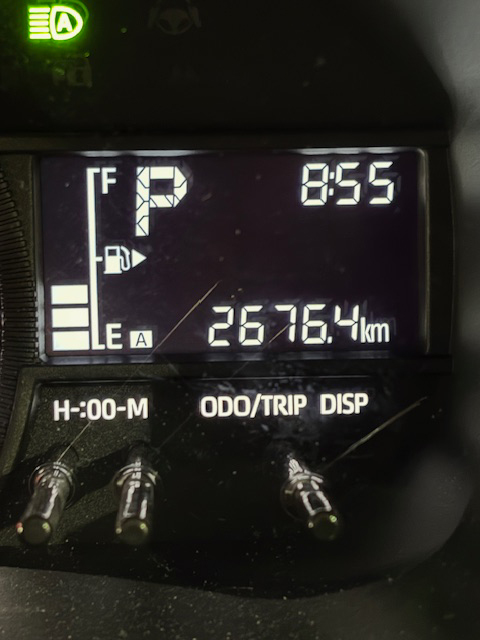 A
F P 8:55
E A 2676.4km
H-:00-M ODO/TRIP DISP